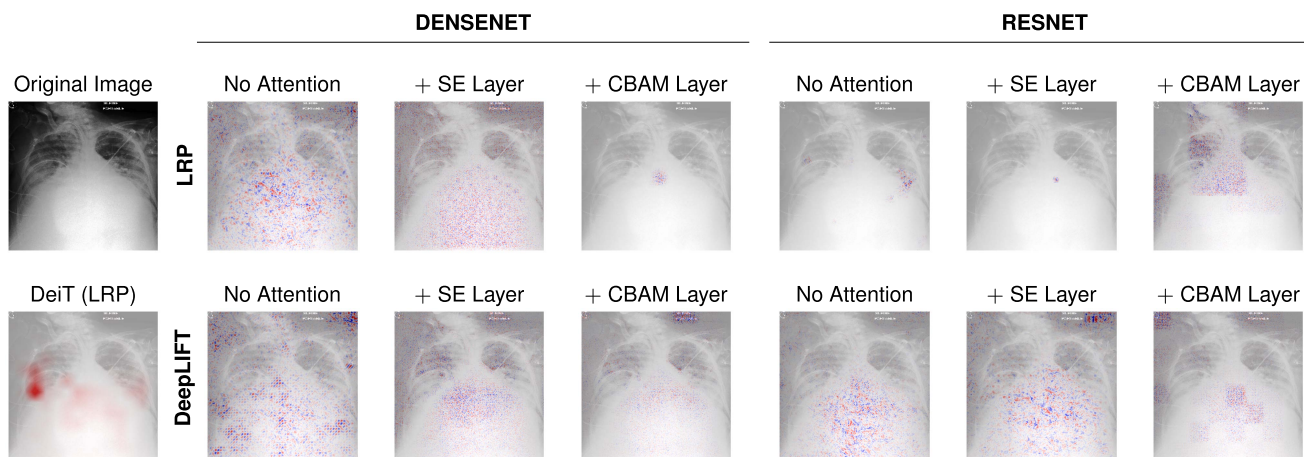 DENSENET RESNET
Original Image No Attention + SE Layer + CBAM Layer No Attention + SE Layer + CBAM Layer
LRP
DeiT (LRP) No Attention + SE Layer + CBAM Layer No Attention + SE Layer + CBAM Layer
DeepLIFT